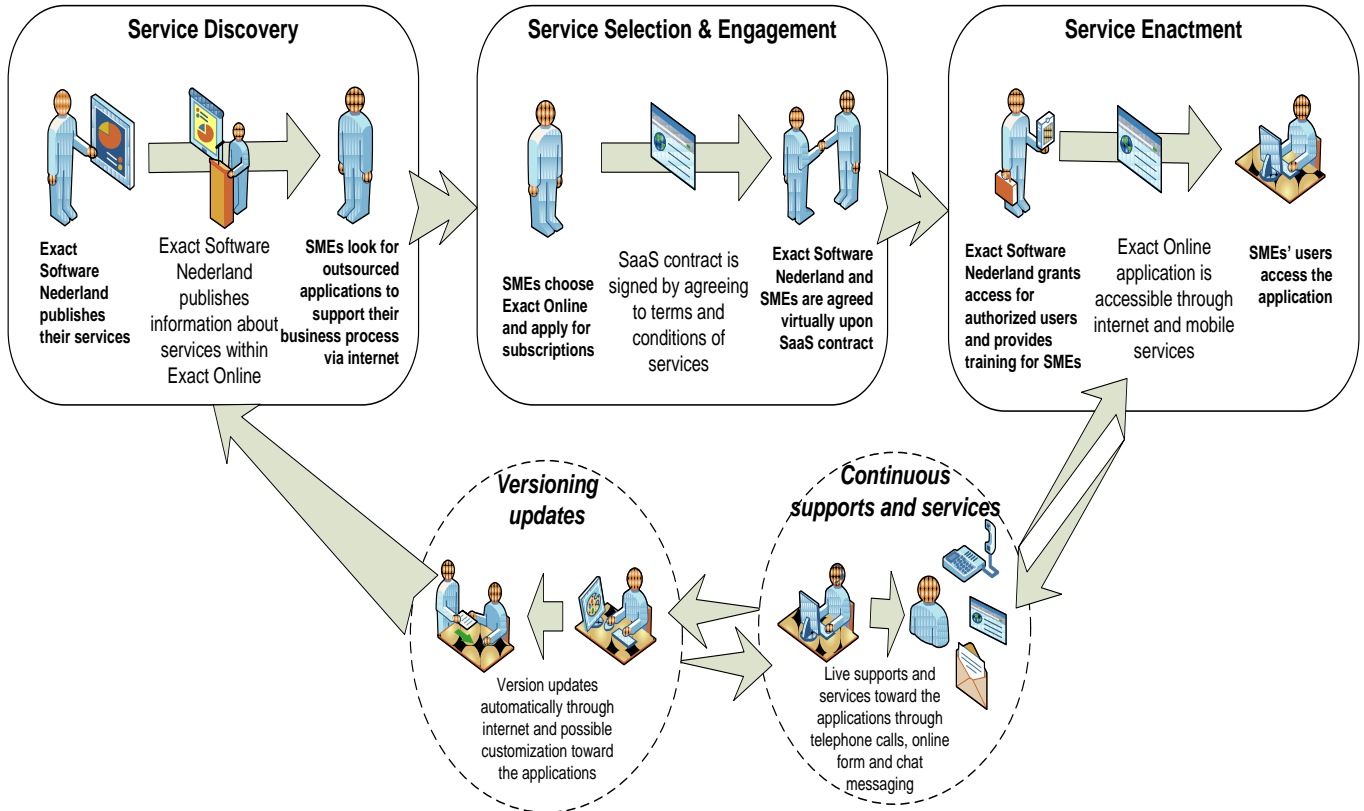 Service Discovery
Exact
Software
Nederland
publishes
their services
Exact Software
Nederland
publishes
information about
services within
Exact Online
SMEs look for
outsourced
applications to
support their
business process
via internet
Service Selection & Engagement
SMEs choose
Exact Online
and apply for
subscriptions
SaaS contract is
signed by agreeing
to terms and
conditions of
services
Exact Software
Nederland and
SMEs are agreed
virtually upon
SaaS contract
Service Enactment
Exact Software
Nederland grants
access for
authorized users
and provides
training for SMEs
Exact Online
application is
accessible through
internet and mobile
services
SMEs' users
access the
application
Versioning
updates
Version updates
automatically through
internet and possible
customization toward
the applications
Continuous
supports and services
Live supports and
services toward the
applications through
telephone calls, online
form and chat
messaging